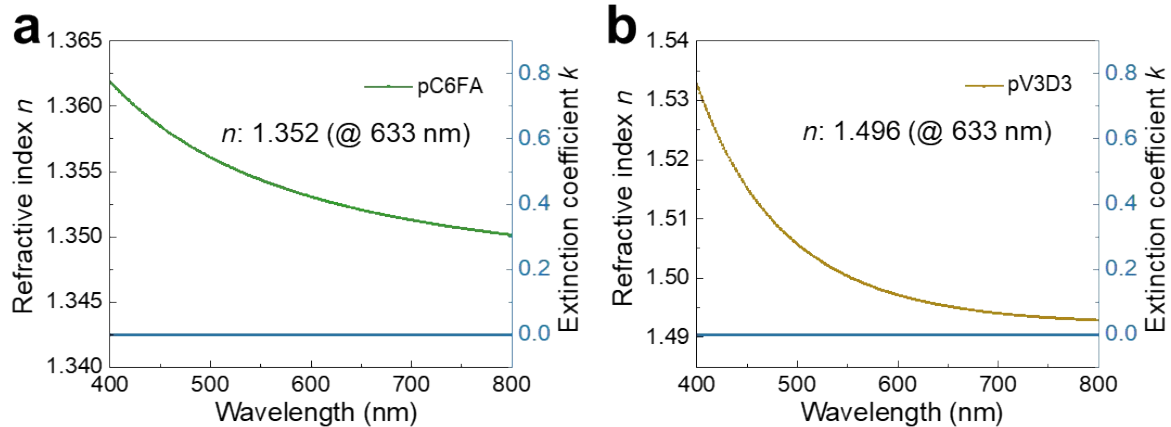 a
1.365
1.360
1.355
1.350
1.345
1.340
Refractive index n
pC6FA
n: 1.352 (@ 633 nm)
0.8
0.6
0.4
0.2
0.0
Extinction coefficient k
400 500 600 700 800
Wavelength (nm)
b
1.54
1.53
1.52
1.51
1.50
1.49
Refractive index n
pV3D3
n: 1.496 (@ 633 nm)
0.8
0.6
0.4
0.2
0.0
Extinction coefficient k
400 500 600 700 800
Wavelength (nm)